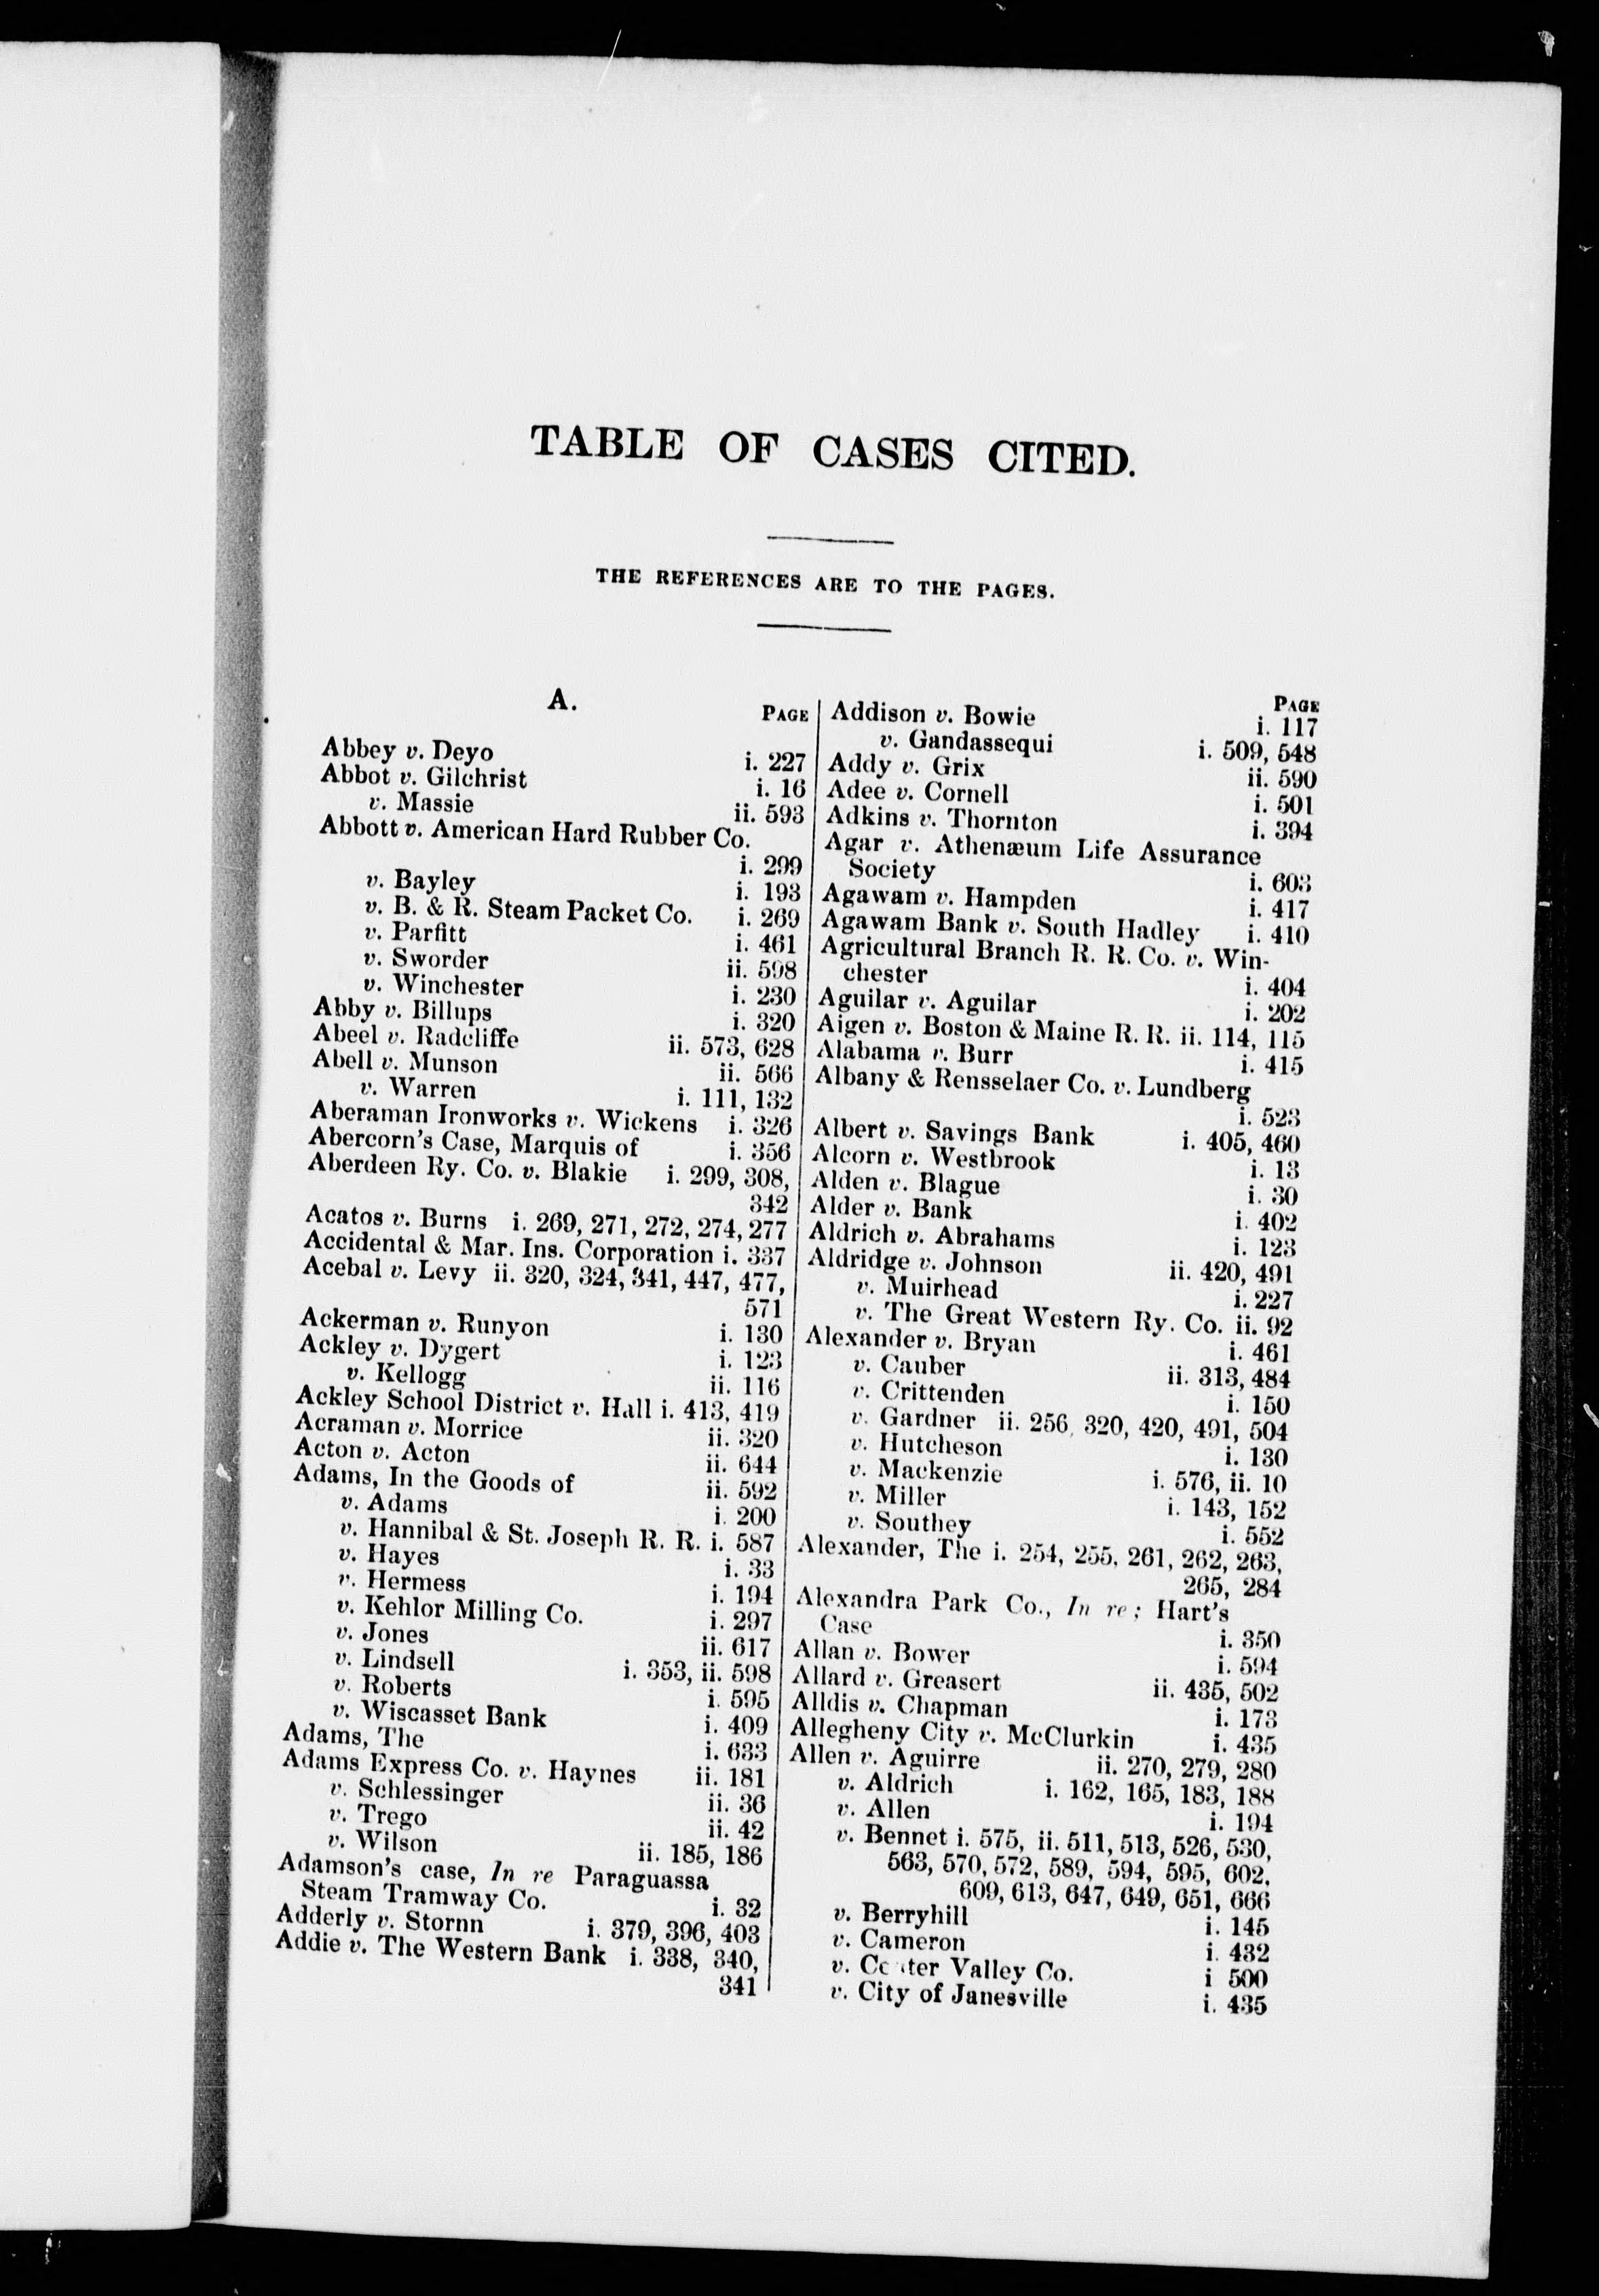 TABLE OF CASES CITED.
THE REFERENCES ARE TO THE PAGES.
A.
PAGE
Abbey v. Deyo i. 227
Abbot v. Gilchrist i. 16
v. Massie ii. 593
Abbott v. American Hard Rubber Co.
i. 299
v. Bayley i. 193
v. B. & R. Steam Packet Co. i. 269
v. Parfitt i. 461
v. Sworder ii. 598
v. Winchester i. 230
Abby v. Billups i. 320
Abeel v. Radcliffe ii. 573, 628
Abell v. Munson ii. 566
v. Warren i. 111, 132
Aberaman Ironworks v. Wickens i. 326
Abercorn's Case, Marquis of i. 356
Aberdeen Ry. Co. v. Blakie i. 299, 308,
342
Acatos v. Burns i. 269, 271, 272, 274, 277
Accidental & Mar. Ins. Corporation i. 337
Acebal v. Levy ii. 320, 324, 341, 447, 477,
571
Ackerman v. Runyon i. 130
Ackley v. Dygert i. 123
v. Kellogg ii. 116
Ackley School District v. Hall i. 413, 419
Acraman v. Morrice ii. 320
Acton v. Acton ii. 644
Adams, In the Goods of ii. 592
v. Adams i. 200
v. Hannibal & St. Joseph R. R. i. 587
v. Hayes i. 33
v. Hermess i. 194
v. Kehlor Milling Co. i. 297
v. Jones ii. 617
v. Lindsell i. 353, ii. 598
v. Roberts i. 595
v. Wiscasset Bank i. 409
Adams, The i. 633
Adams Express Co. v. Haynes ii. 181
v. Schlessinger ii. 36
v. Trego ii. 42
v. Wilson ii. 185, 186
Adamson's case, In re Paraguassa
Steam Tramway Co. i. 32
Adderly v. Stornn i. 379, 396, 403
Addie v. The Western Bank i. 338, 340,
341
PAGE
Addison v. Bowie i. 117
v. Gandassequi i. 509, 548
Addy v. Grix ii. 590
Adee v. Cornell i. 501
Adkins v. Thornton i. 394
Agar v. Athenæum Life Assurance
Society i. 603
Agawam v. Hampden i. 417
Agawam Bank v. South Hadley i. 410
Agricultural Branch R. R. Co. v. Win-
chester i. 404
Aguilar v. Aguilar i. 202
Aigen v. Boston & Maine R. R. ii. 114, 115
Alabama v. Burr i. 415
Albany & Rensselaer Co. v. Lundberg
i. 523
Albert v. Savings Bank i. 405, 460
Alcorn v. Westbrook i. 13
Alden v. Blague i. 30
Alder v. Bank i. 402
Aldrich v. Abrahams i. 123
Aldridge v. Johnson ii. 420, 491
v. Muirhead i. 227
v. The Great Western Ry. Co. ii. 92
Alexander v. Bryan i. 461
v. Cauber ii. 313, 484
v. Crittenden i. 150
v. Gardner ii. 256, 320, 420, 491, 504
v. Hutcheson i. 130
v. Mackenzie i. 576, ii. 10
v. Miller i. 143, 152
v. Southey i. 552
Alexander, The i. 254, 255, 261, 262, 263,
265, 284
Alexandra Park Co., In re; Hart's
Case i. 350
Allan v. Bower i. 594
Allard v. Greasert ii. 435, 502
Alldis v. Chapman i. 173
Allegheny City v. McClurkin i. 435
Allen v. Aguirre ii. 270, 279, 280
v. Aldrich i. 162, 165, 183, 188
v. Allen i. 194
v. Bennet i. 575, ii. 511, 513, 526, 530,
563, 570, 572, 589, 594, 595, 602,
609, 613, 647, 649, 651, 666
v. Berryhill i. 145
v. Cameron i. 432
v. Valley Co. i 500
v. City of Janesville i. 435